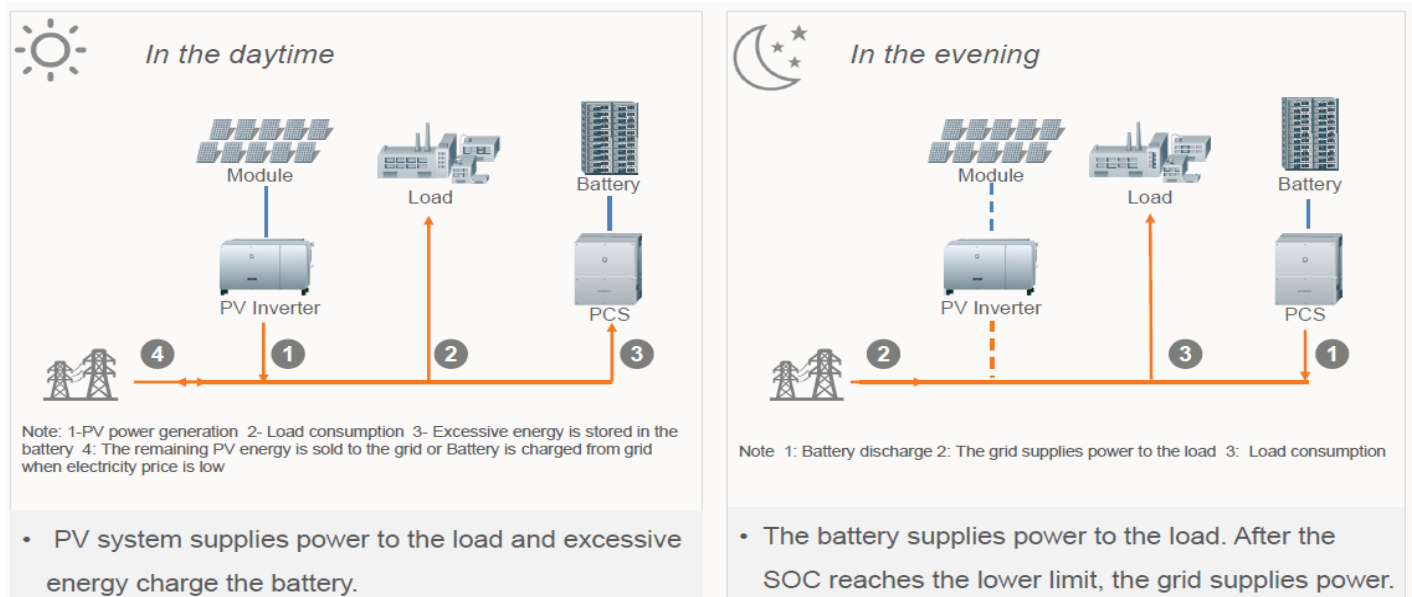 In the daytime
Module
Load
Battery
PV Inverter
PCS
4
1
2
3
Note: 1-PV power generation 2- Load consumption 3- Excessive energy is stored in the
battery 4: The remaining PV energy is sold to the grid or Battery is charged from grid
when electricity price is low
• PV system supplies power to the load and excessive
energy charge the battery.
In the evening
Module
Load
Battery
PV Inverter
PCS
2
3
1
Note 1: Battery discharge 2: The grid supplies power to the load 3: Load consumption
• The battery supplies power to the load. After the
SOC reaches the lower limit, the grid supplies power.